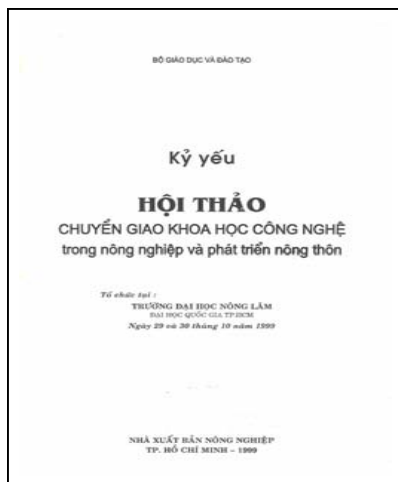 BỘ GIÁO DỤC VÀ ĐÀO TẠO
Kỷ yếu
HỘI THẢO
CHUYỂN GIAO KHOA HỌC CÔNG NGHỆ
trong nông nghiệp và phát triển nông thôn
Tổ chức tại :
TRƯỜNG ĐẠI HỌC NÔNG LÂM
ĐẠI HỌC QUỐC GIA TP.HCM
Ngày 29 và 30 tháng 10 năm 1999
NHÀ XUẤT BẢN NÔNG NGHIỆP
TP. HỒ CHÍ MINH – 1999